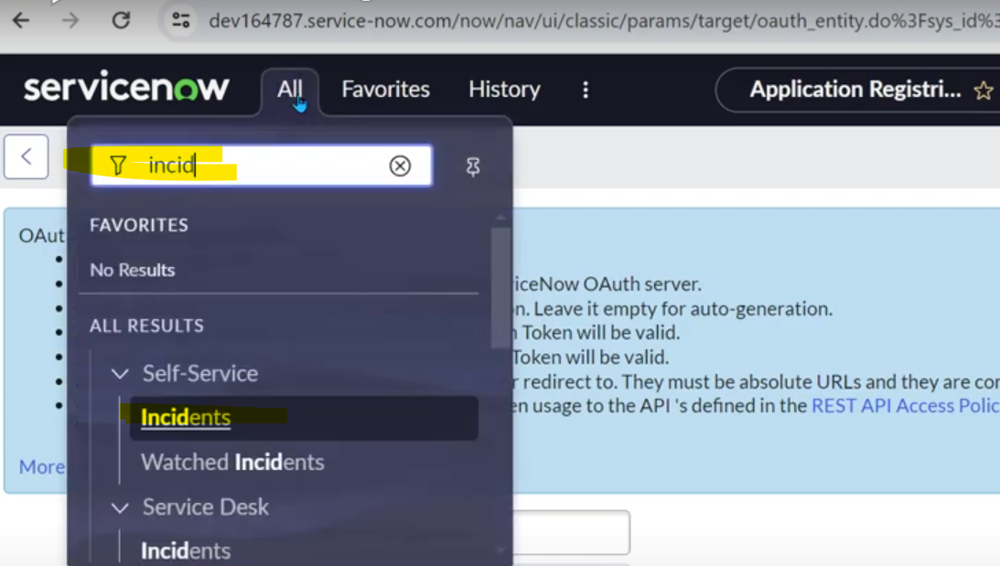 dev164787.service-now.com/now/nav/ui/classic/params/target/oauth_entity.do%3Fsys_id%3
servicenow All Favorites History Application Registri...
incid
FAVORITES
No Results
ALL RESULTS
Self-Service
Incidents
Watched Incidents
Service Desk
Incidents
OAut
iceNow OAuth server.
n. Leave it empty for auto-generation.
Token will be valid.
Token will be valid.
r redirect to. They must be absolute URLs and they are co
en usage to the API 's defined in the REST API Access Polic
More